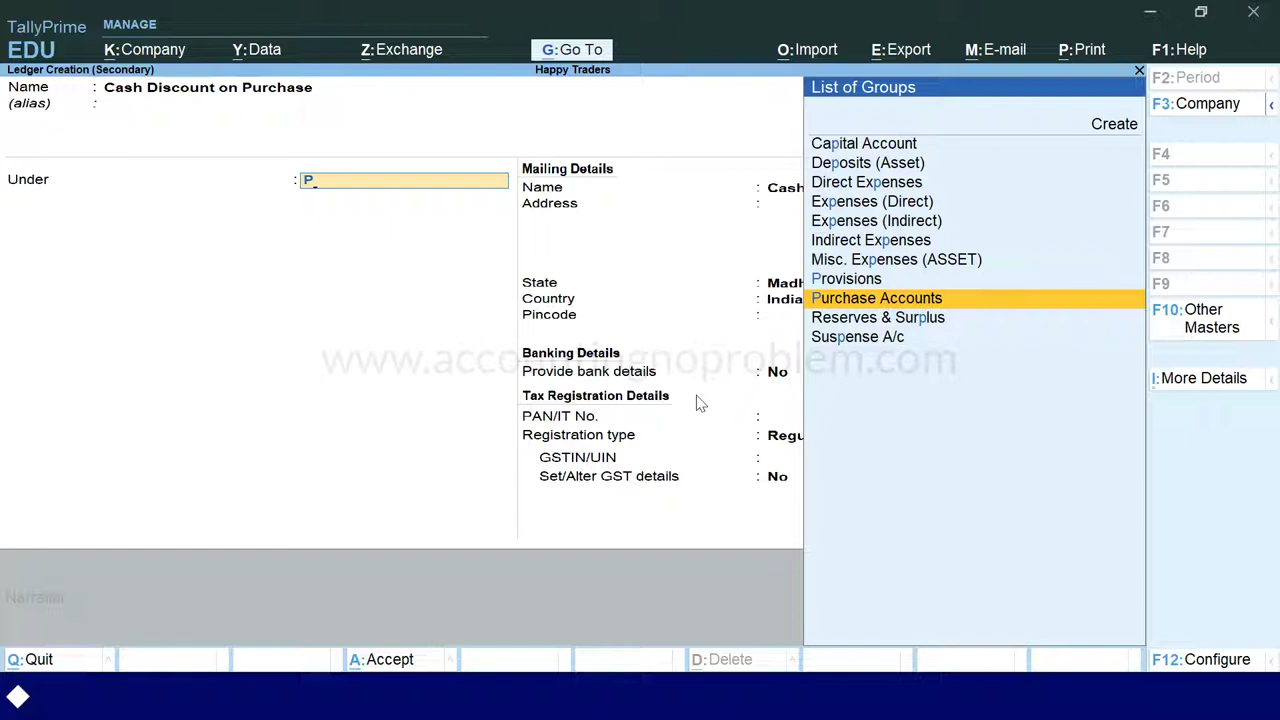 TallyPrime
MANAGE
EDU
K:Company
Y:Data
Z:Exchange
G:Go To
O:Import
E:Export
M:E-mail
P:Print
F1:Help
Ledger Creation (Secondary)
Happy Traders
Name : Cash Discount on Purchase
(alias) :
Under : P
Mailing Details
Name : Cash
Address :
State : Madh
Country : India
Pincode :
Banking Details
Provide bank details : No
Tax Registration Details
PAN/IT No. :
Registration type : Regu
GSTIN/UIN :
Set/Alter GST details : No
List of Groups
Create
Capital Account
Deposits (Asset)
Direct Expenses
Expenses (Direct)
Expenses (Indirect)
Indirect Expenses
Misc. Expenses (ASSET)
Provisions
Purchase Accounts
Reserves & Surplus
Suspense A/c
F2:Period
F3:Company
F4
F5
F6
F7
F8
F9
F10:Other
Masters
I:More Details
www.accountingnoproblem.com
Q:Quit
A:Accept
D:Delete
F12:Configure